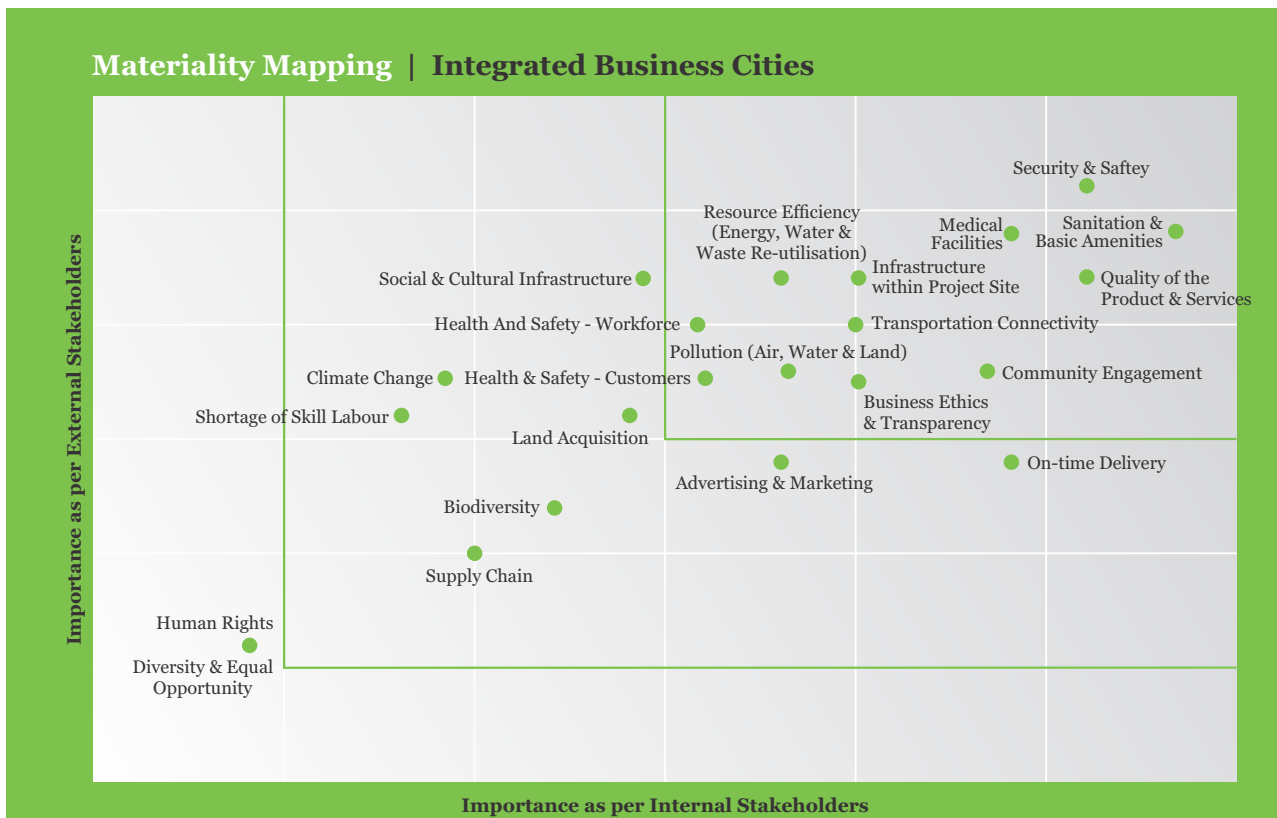 Materiality Mapping | Integrated Business Cities
Importance as per External Stakeholders
Security & Saftey
Resource Efficiency
(Energy, Water &
Waste Re-utilisation)
Medical
Facilities
Sanitation &
Basic Amenities
Social & Cultural Infrastructure
Infrastructure
within Project Site
Quality of the
Product & Services
Health And Safety - Workforce
Transportation Connectivity
Pollution (Air, Water & Land)
Climate Change
Health & Safety - Customers
Community Engagement
Shortage of Skill Labour
Business Ethics
& Transparency
Land Acquisition
Advertising & Marketing
On-time Delivery
Biodiversity
Supply Chain
Human Rights
Diversity & Equal
Opportunity
Importance as per Internal Stakeholders